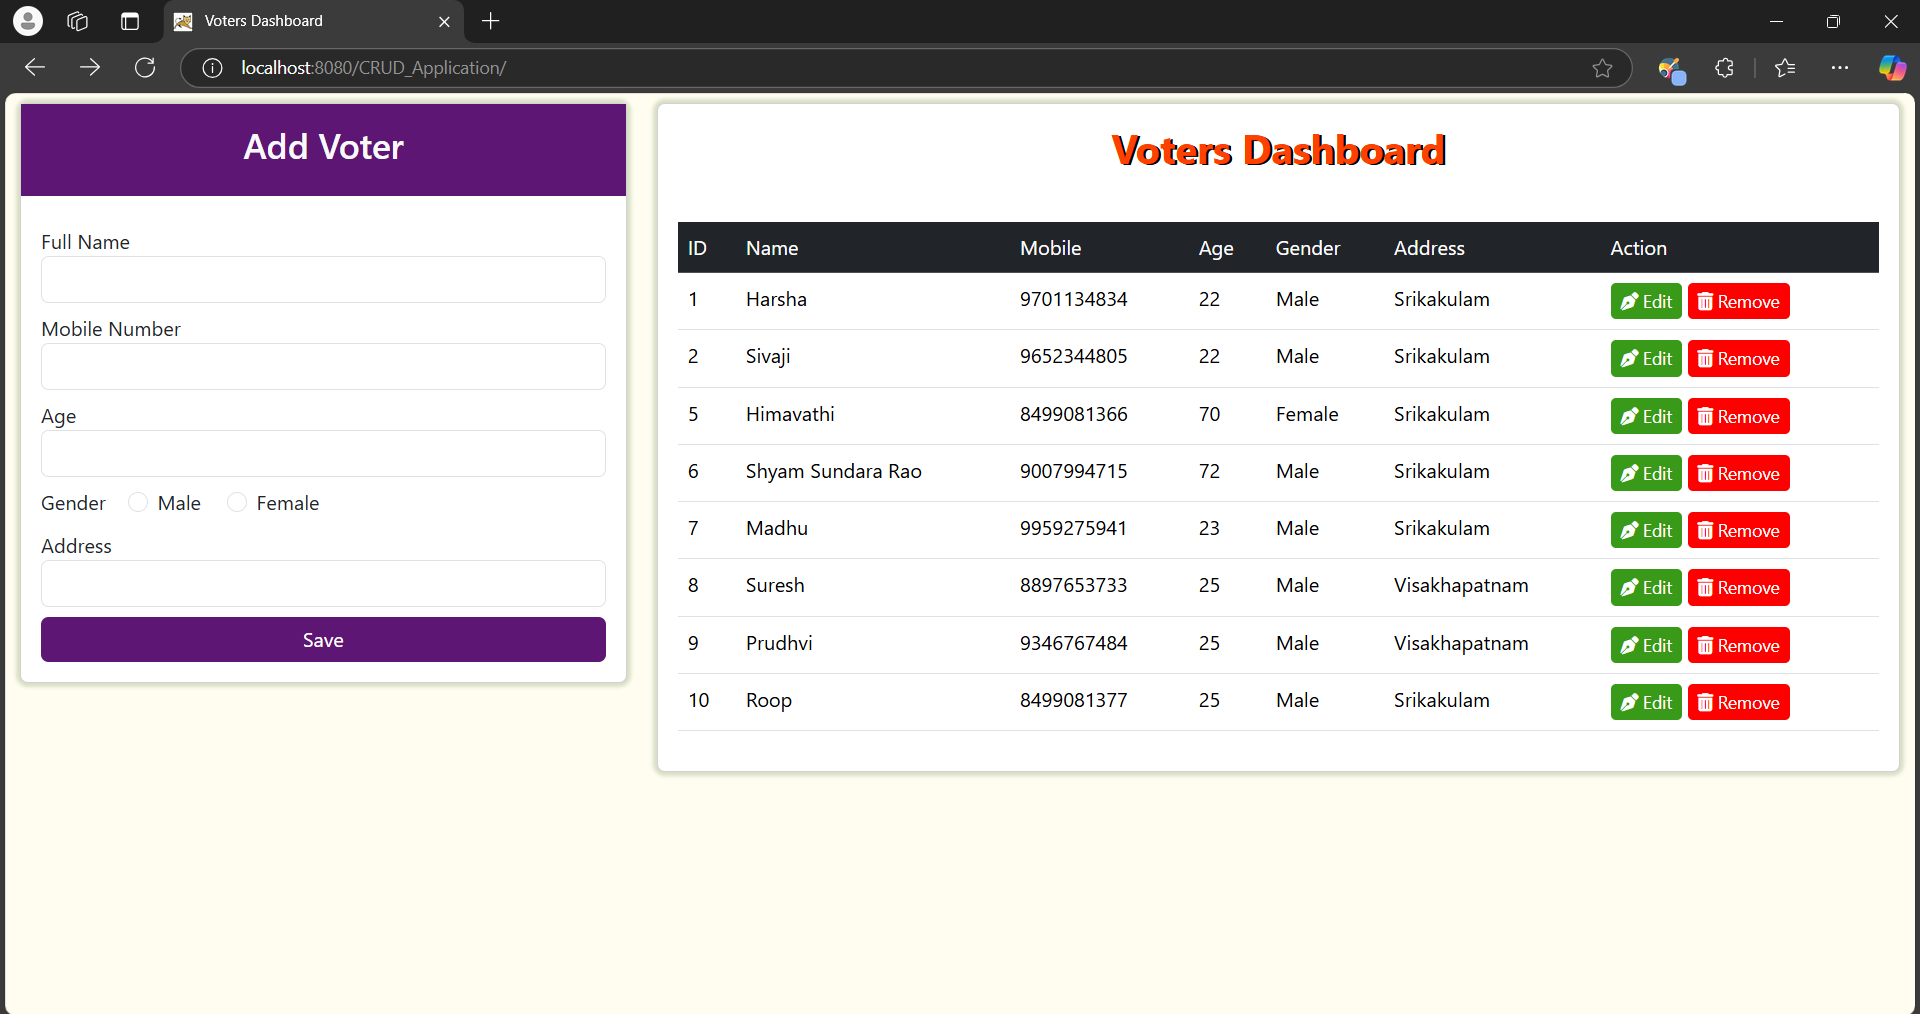 Voters Dashboard
localhost:8080/CRUD_Application/
Add Voter
Full Name
Mobile Number
Age
Gender Male Female
Address
Save
Voters Dashboard
ID Name Mobile Age Gender Address Action
1 Harsha 9701134834 22 Male Srikakulam Edit Remove
2 Sivaji 9652344805 22 Male Srikakulam Edit Remove
5 Himavathi 8499081366 70 Female Srikakulam Edit Remove
6 Shyam Sundara Rao 9007994715 72 Male Srikakulam Edit Remove
7 Madhu 9959275941 23 Male Srikakulam Edit Remove
8 Suresh 8897653733 25 Male Visakhapatnam Edit Remove
9 Prudhvi 9346767484 25 Male Visakhapatnam Edit Remove
10 Roop 8499081377 25 Male Srikakulam Edit Remove